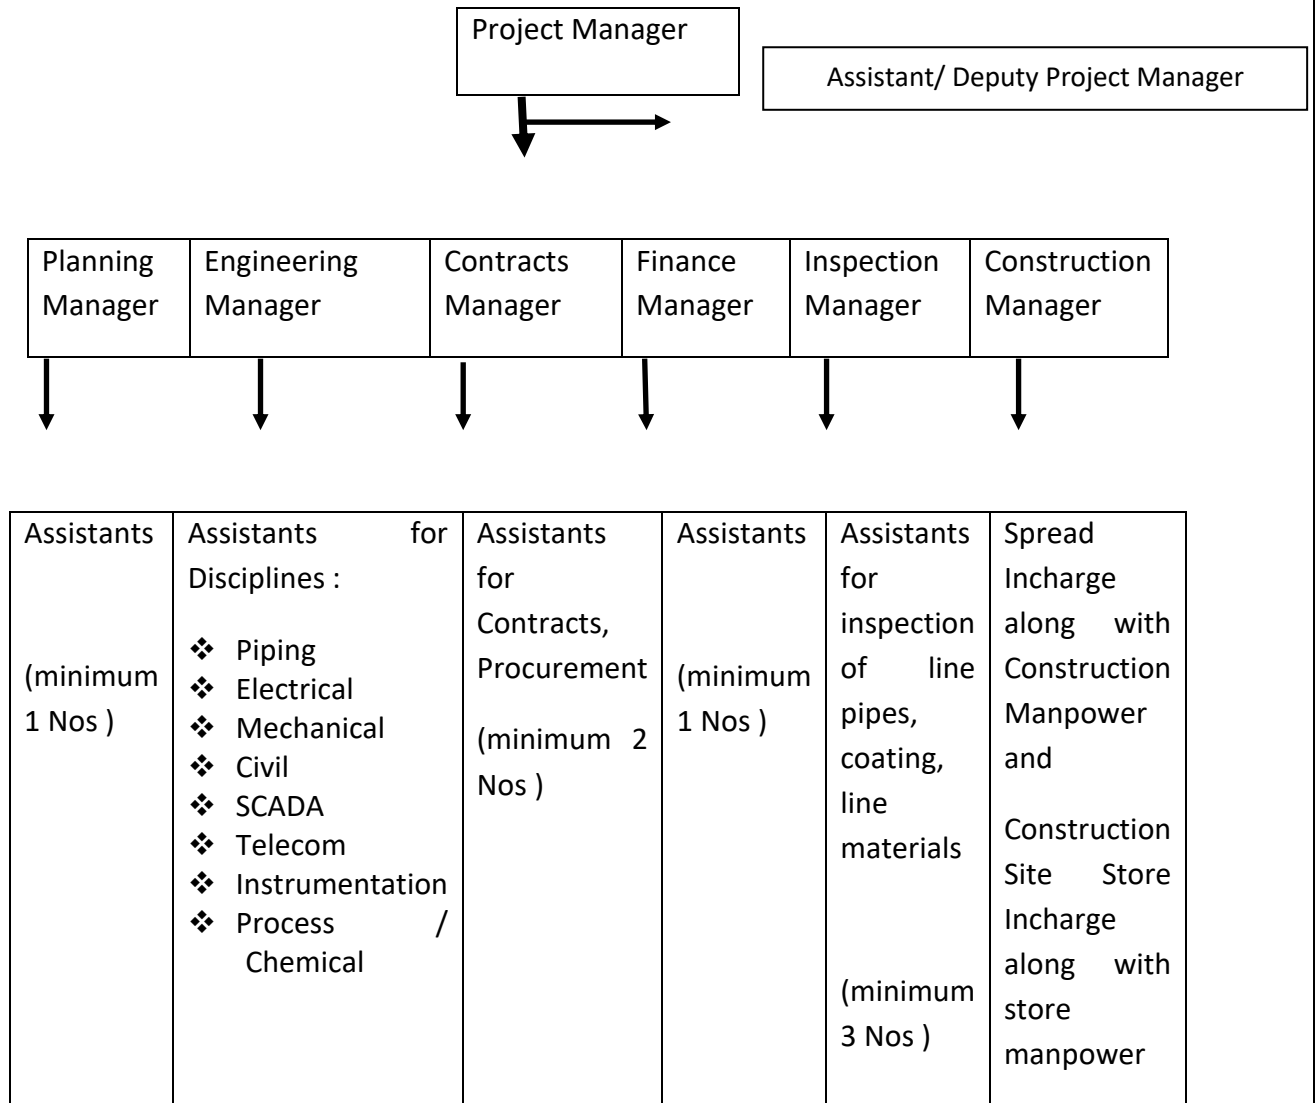 Project Manager
Assistant/ Deputy Project Manager
Planning
Manager
Engineering
Manager
Contracts
Manager
Finance
Manager
Inspection
Manager
Construction
Manager
Assistants
(minimum
1 Nos )
Assistants for
Disciplines :
❖ Piping
❖ Electrical
❖ Mechanical
❖ Civil
❖ SCADA
❖ Telecom
❖ Instrumentation
❖ Process /
Chemical
Assistants
for
Contracts,
Procurement
(minimum 2
Nos )
Assistants
(minimum
1 Nos )
Assistants
for
inspection
of line
pipes,
coating,
line
materials
(minimum
3 Nos )
Spread
Incharge
along with
Construction
Manpower
and
Construction
Site Store
Incharge
along with
store
manpower